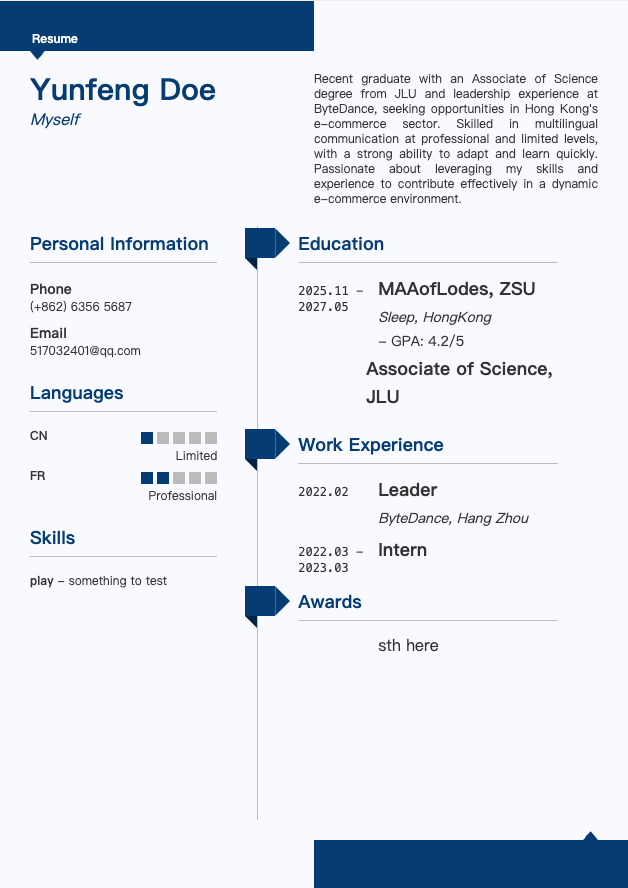 Resume
Yunfeng Doe
Myself
Recent graduate with an Associate of Science
degree from JLU and leadership experience at
ByteDance, seeking opportunities in Hong Kong's
e-commerce sector. Skilled in multilingual
communication at professional and limited levels,
with a strong ability to adapt and learn quickly.
Passionate about leveraging my skills and
experience to contribute effectively in a dynamic
e-commerce environment.
Personal Information
Phone
(+862) 6356 5687
Email
517032401@qq.com
Languages
CN
Limited
FR
Professional
Skills
play – something to test
Education
2025.11 –
2027.05
MAAofLodes, ZSU
Sleep, HongKong
– GPA: 4.2/5
Associate of Science,
JLU
Work Experience
2022.02
Leader
ByteDance, Hang Zhou
2022.03 –
2023.03
Intern
Awards
sth here